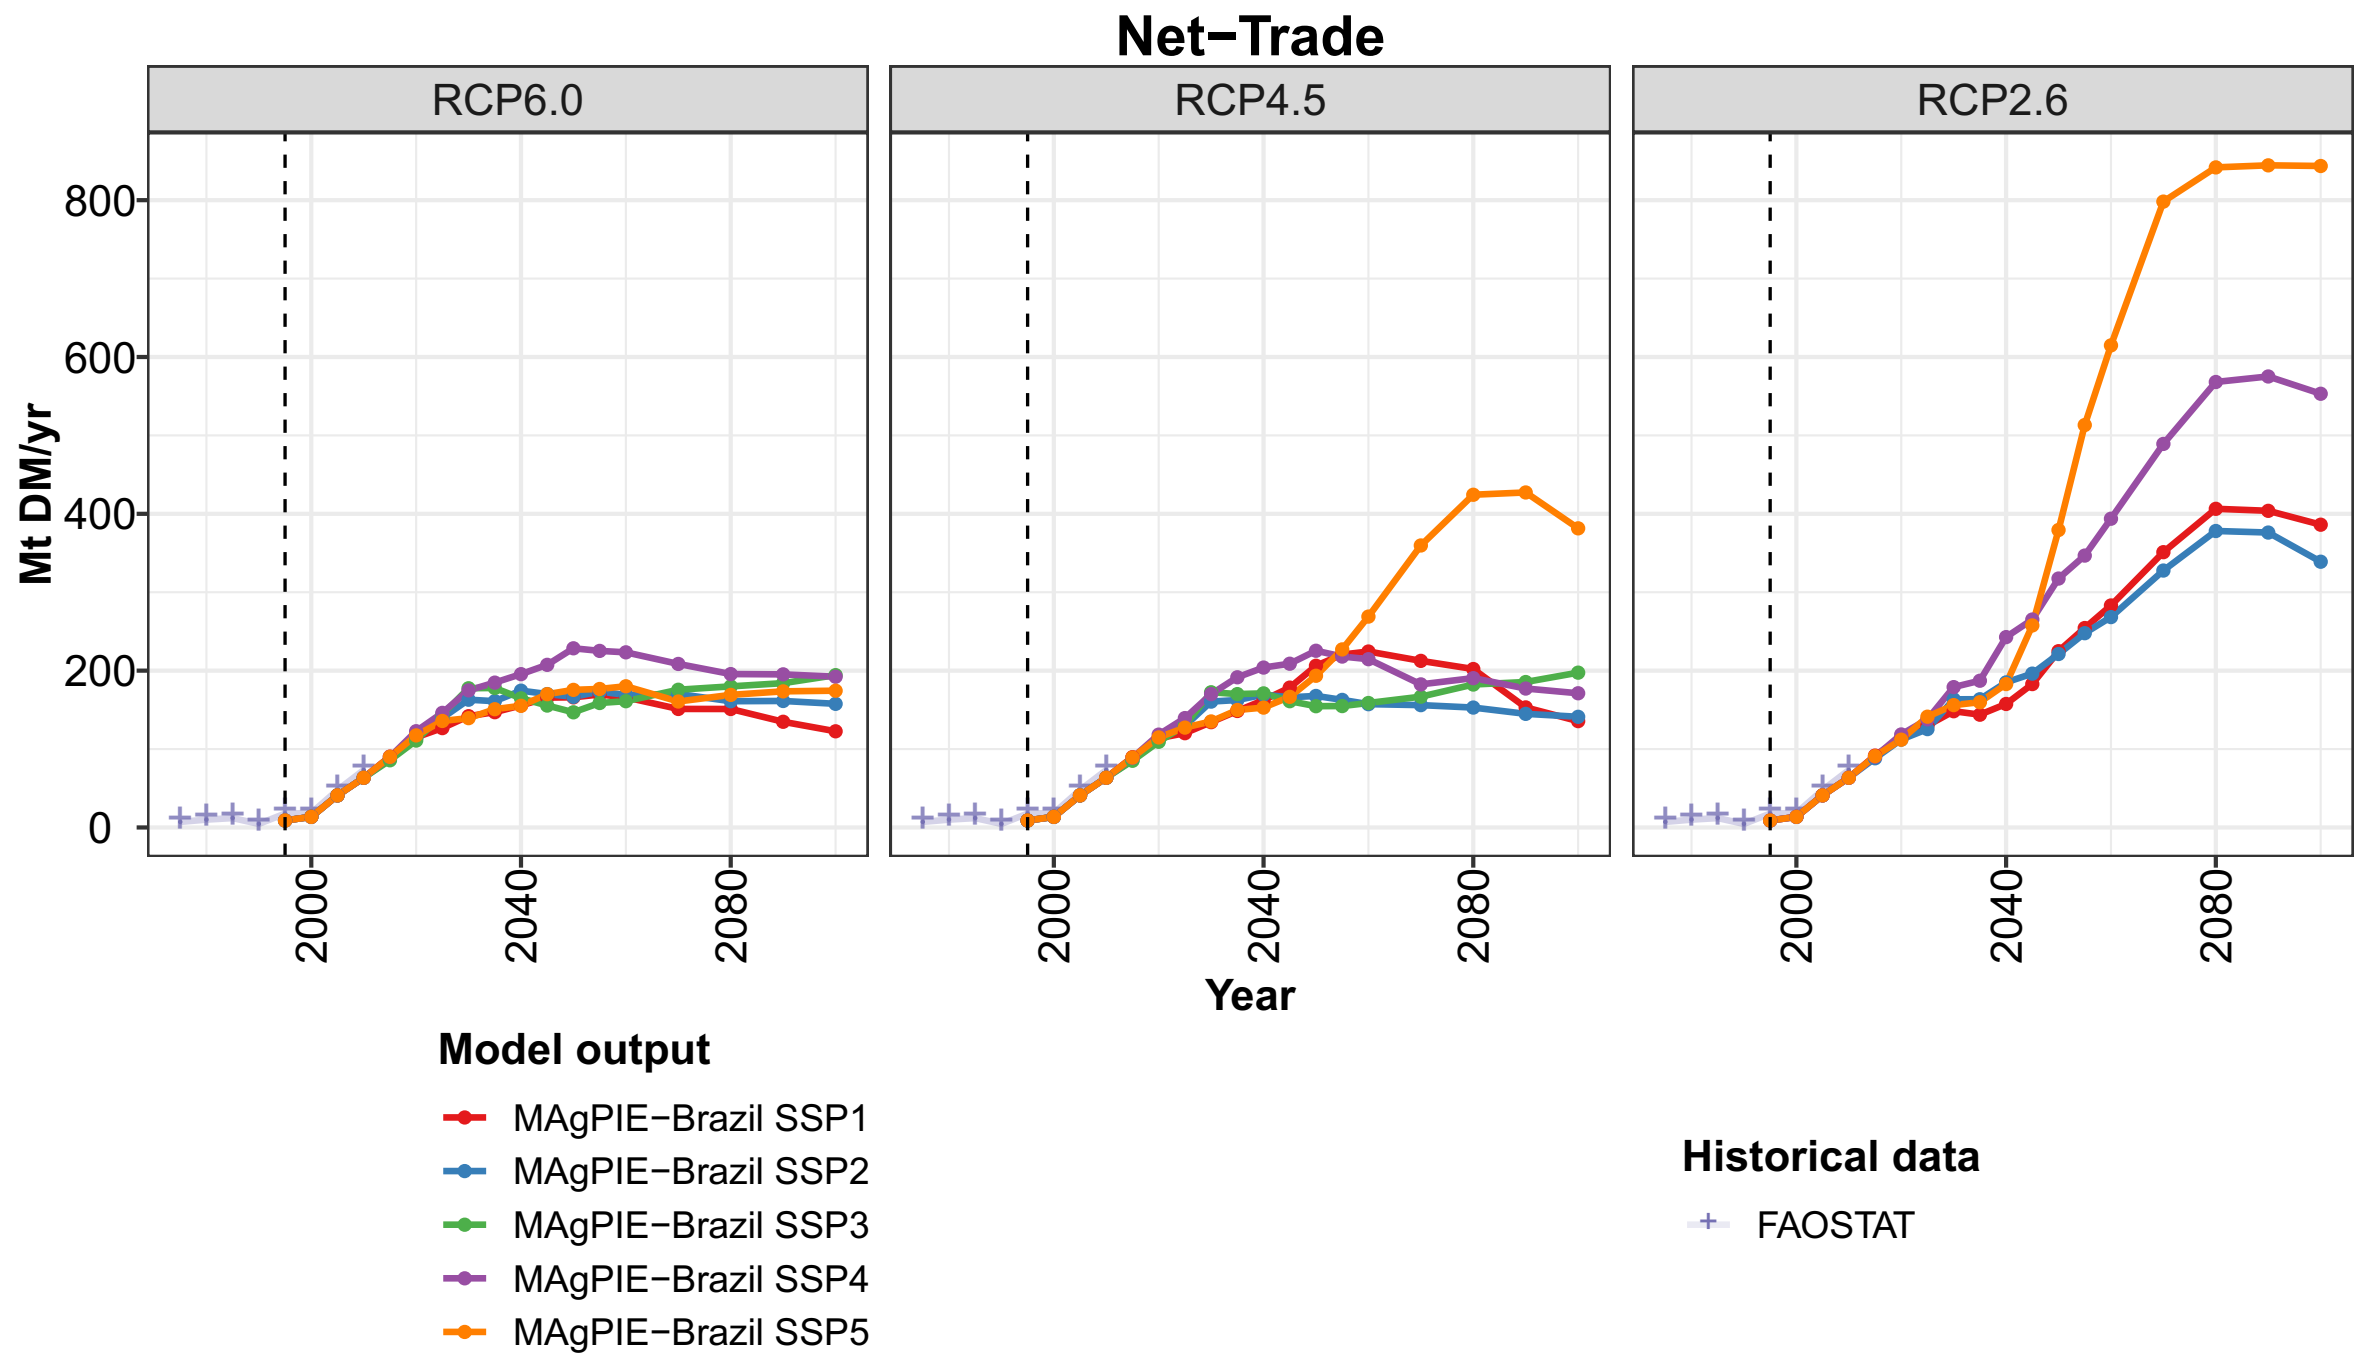 Net−Trade
RCP6.0
RCP4.5
RCP2.6
Mt DM/yr
800
600
400
200
0
2000
2040
2080
2000
2040
2080
2000
2040
2080
Year
Model output
MAgPIE−Brazil SSP1
MAgPIE−Brazil SSP2
MAgPIE−Brazil SSP3
MAgPIE−Brazil SSP4
MAgPIE−Brazil SSP5
Historical data
FAOSTAT